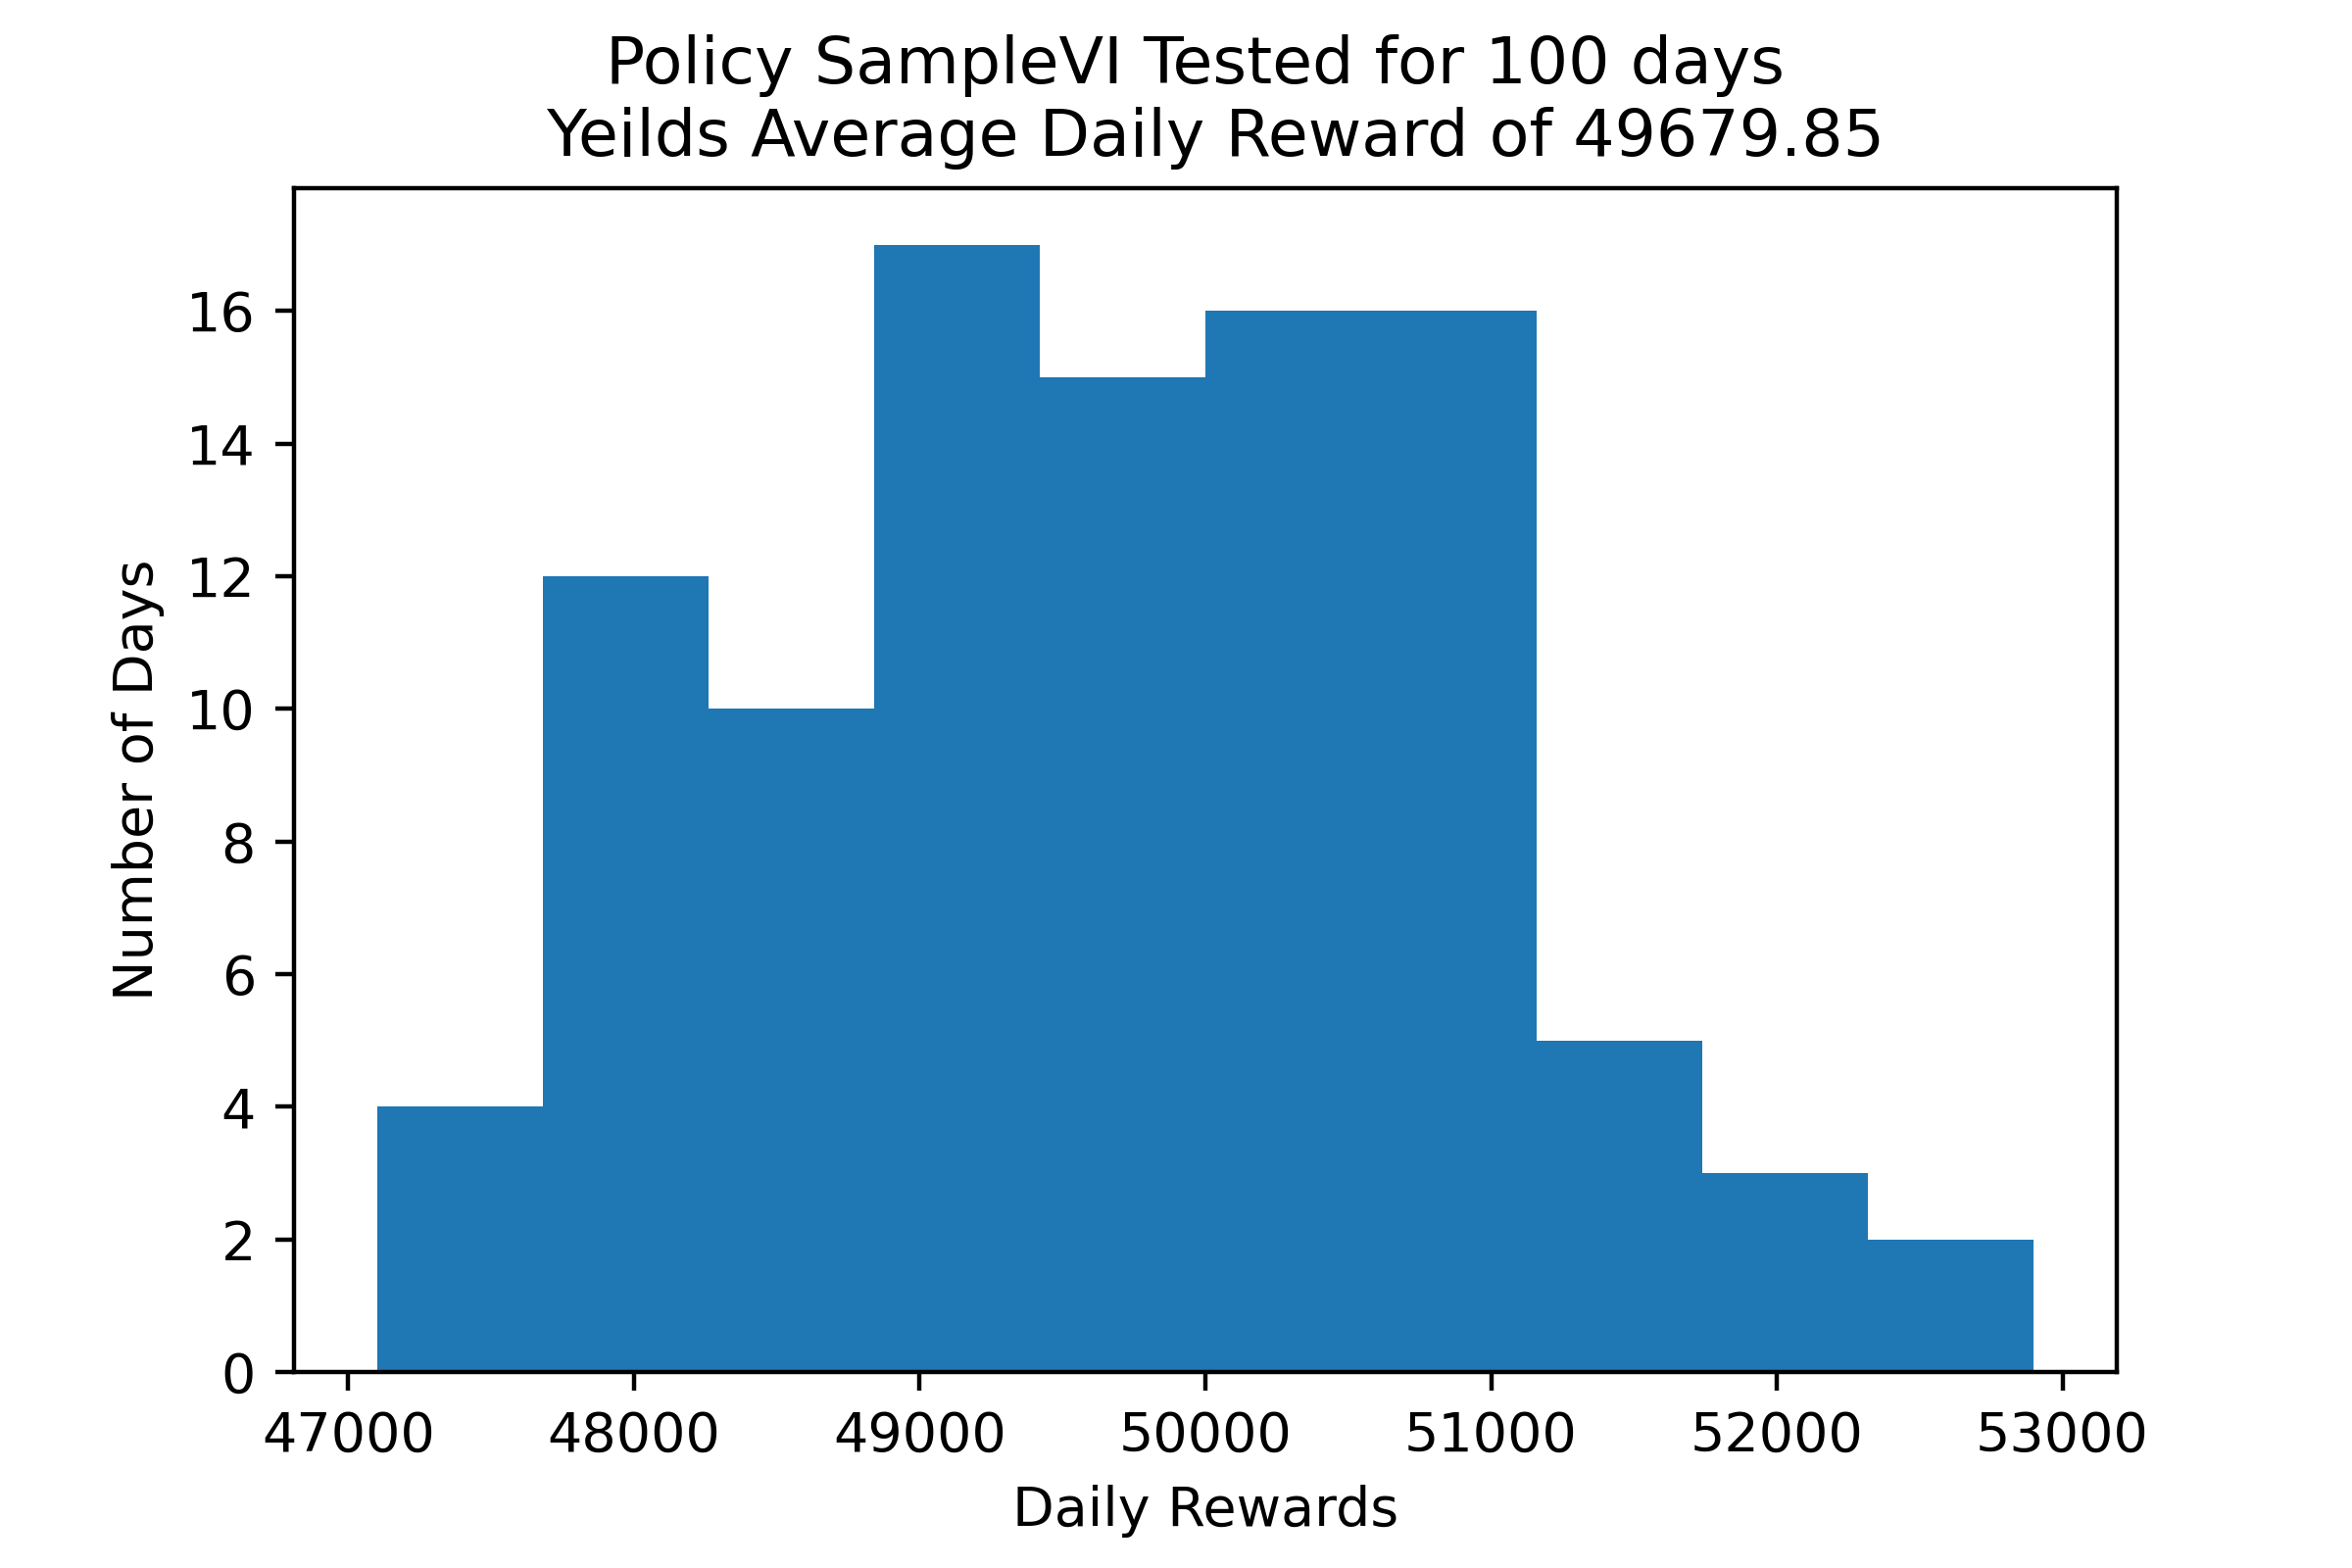 Policy SampleVI Tested for 100 days
Yeilds Average Daily Reward of 49679.85
Number of Days
16
14
12
10
8
6
4
2
0
47000 48000 49000 50000 51000 52000 53000
Daily Rewards